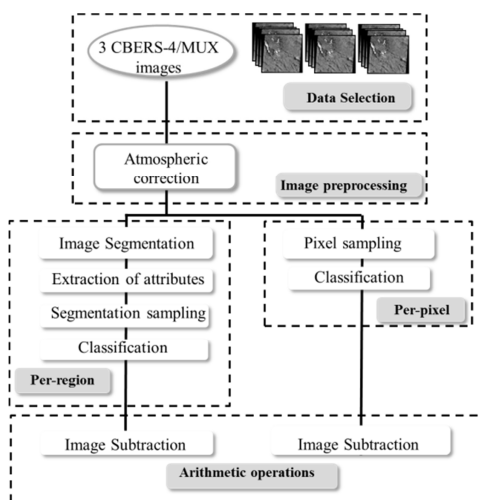 3 CBERS-4/MUX
images
Data Selection
Atmospheric
correction
Image preprocessing
Image Segmentation
Extraction of attributes
Segmentation sampling
Classification
Per-region
Pixel sampling
Classification
Per-pixel
Image Subtraction
Image Subtraction
Arithmetic operations